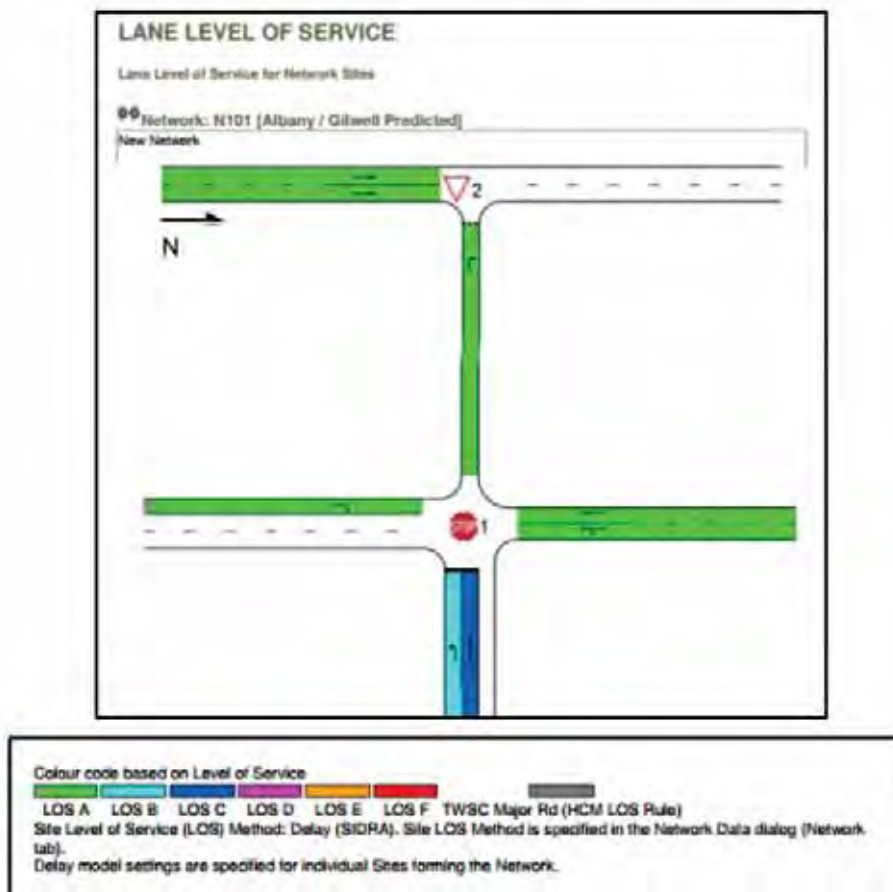 LANE LEVEL OF SERVICE
Lane Level of Service for Network Sites
Network: N101 [Albany / Gilwell Predicted]
New Network
2
N
STOP 1
Colour code based on Level of Service
LOS A LOS B LOS C LOS D LOS E LOS F TWSC Major Rd (HCM LOS Rule)
Site Level of Service (LOS) Method: Delay (SIDRA). Site LOS Method is specified in the Network Data dialog (Network
tab).
Delay model settings are specified for individual Sites forming the Network.